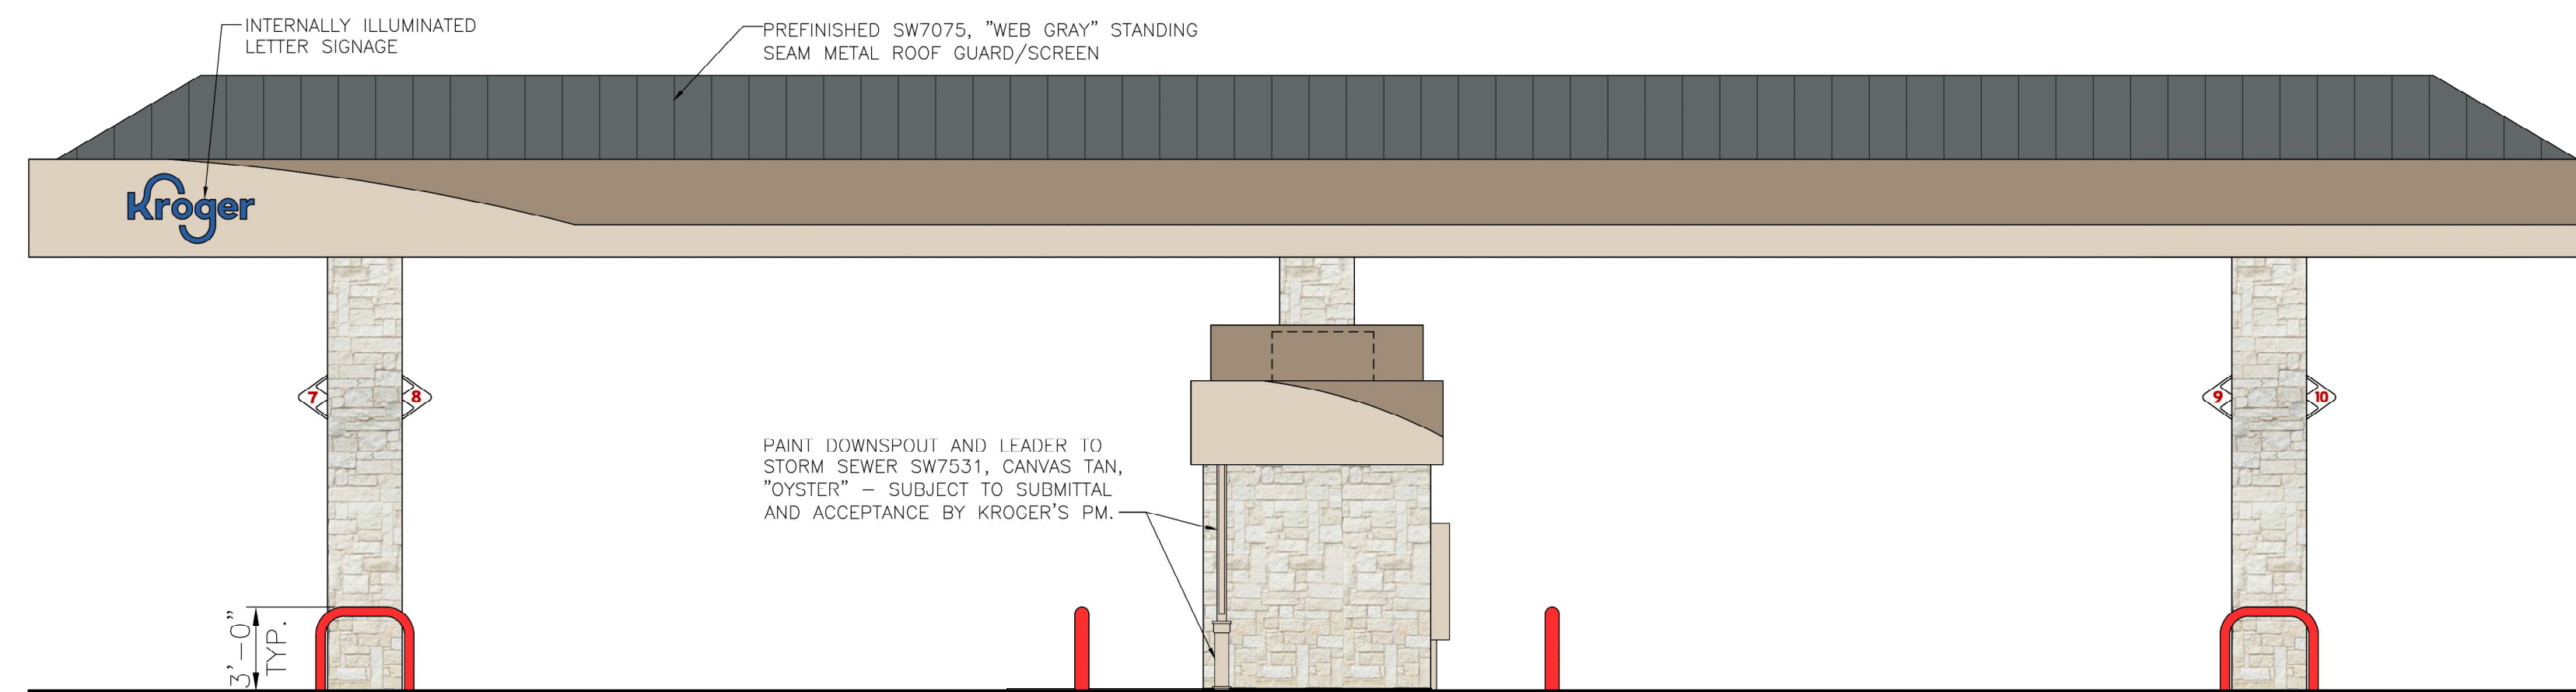 INTERNALLY ILLUMINATED
LETTER SIGNAGE
PREFINISHED SW7075, "WEB GRAY" STANDING
SEAM METAL ROOF GUARD/SCREEN
Kroger
7
8
9
10
PAINT DOWNSPOUT AND LEADER TO
STORM SEWER SW7531, CANVAS TAN,
"OYSTER" – SUBJECT TO SUBMITTAL
AND ACCEPTANCE BY KROGER'S PM.
3'-0"
TYP.